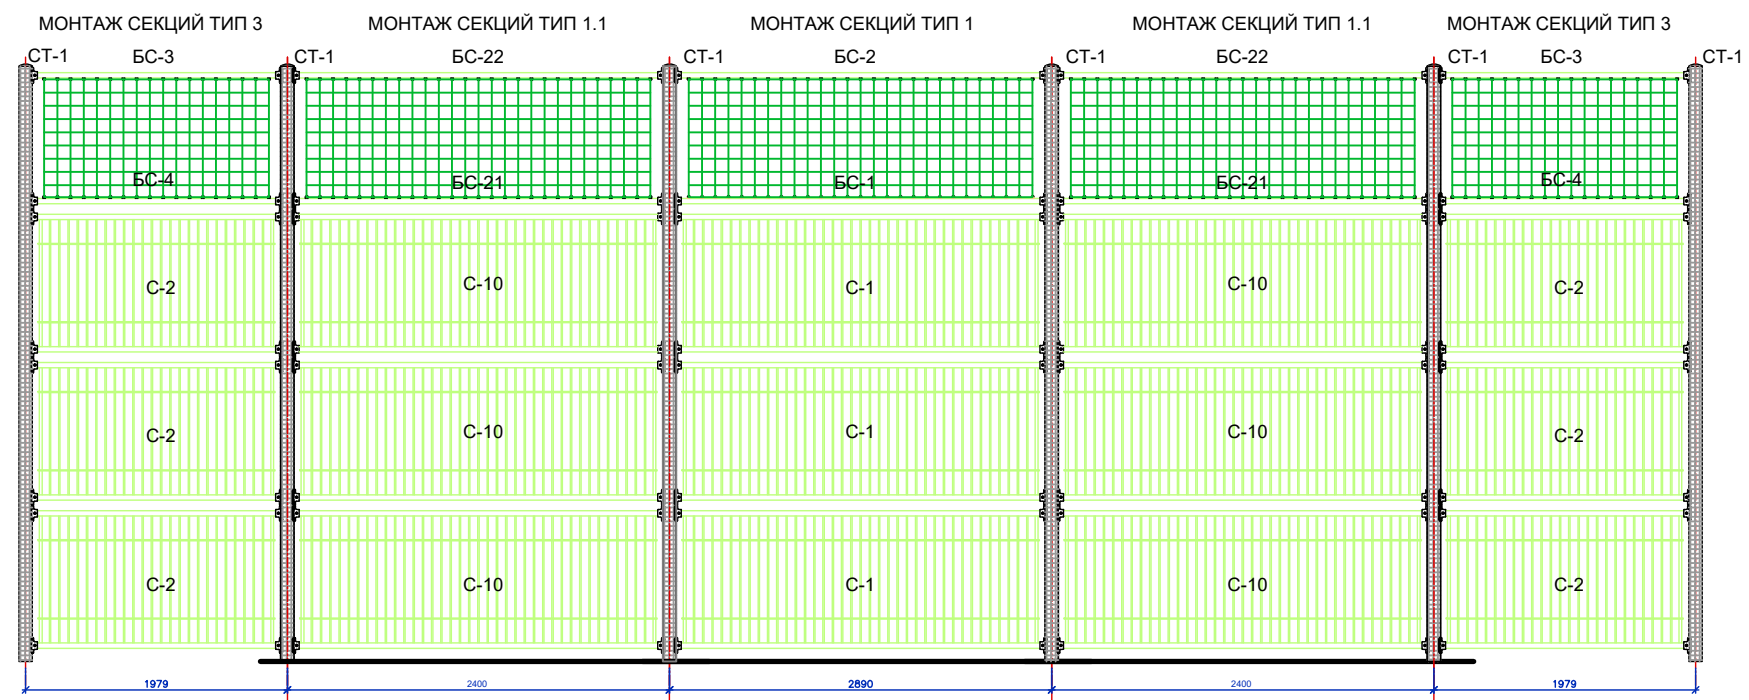 МОНТАЖ СЕКЦИЙ ТИП 3 МОНТАЖ СЕКЦИЙ ТИП 1.1 МОНТАЖ СЕКЦИЙ ТИП 1 МОНТАЖ СЕКЦИЙ ТИП 1.1 МОНТАЖ СЕКЦИЙ ТИП 3
СТ-1 БС-3 СТ-1 БС-22 СТ-1 БС-2 СТ-1 БС-22 СТ-1 БС-3 СТ-1
БС-4 БС-21 БС-1 БС-21 БС-4
С-2 С-10 С-1 С-10 С-2
С-2 С-10 С-1 С-10 С-2
С-2 С-10 С-1 С-10 С-2
1979 2400 2890 2400 1979